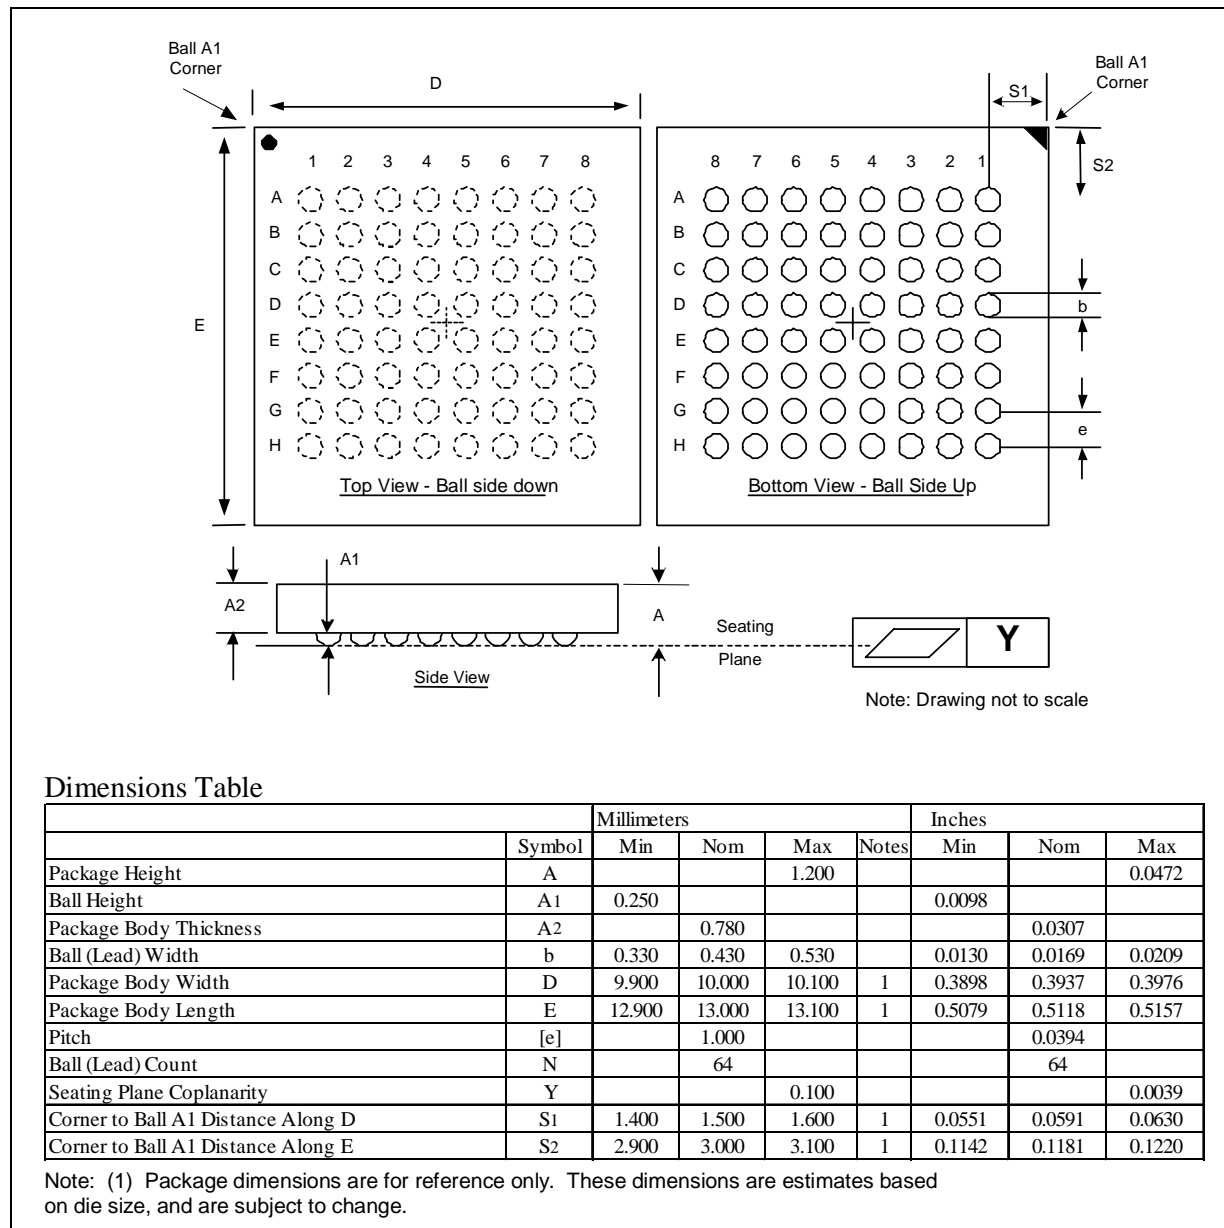 Ball A1
Corner
D
S1
Ball A1
Corner
S2
1 2 3 4 5 6 7 8
8 7 6 5 4 3 2 1
A
B
C
D
E
F
G
H
E
A
B
C
D
E
F
G
H
b
e
Top View - Ball side down
Bottom View - Ball Side Up
A1
A2
A
Seating
Plane
Y
Side View
Note: Drawing not to scale
Dimensions Table
Millimeters Inches
Symbol Min Nom Max Notes Min Nom Max
Package Height A 1.200 0.0472
Ball Height A1 0.250 0.0098
Package Body Thickness A2 0.780 0.0307
Ball (Lead) Width b 0.330 0.430 0.530 0.0130 0.0169 0.0209
Package Body Width D 9.900 10.000 10.100 1 0.3898 0.3937 0.3976
Package Body Length E 12.900 13.000 13.100 1 0.5079 0.5118 0.5157
Pitch [e] 1.000 0.0394
Ball (Lead) Count N 64 64
Seating Plane Coplanarity Y 0.100 0.0039
Corner to Ball A1 Distance Along D S1 1.400 1.500 1.600 1 0.0551 0.0591 0.0630
Corner to Ball A1 Distance Along E S2 2.900 3.000 3.100 1 0.1142 0.1181 0.1220
Note: (1) Package dimensions are for reference only. These dimensions are estimates based
on die size, and are subject to change.